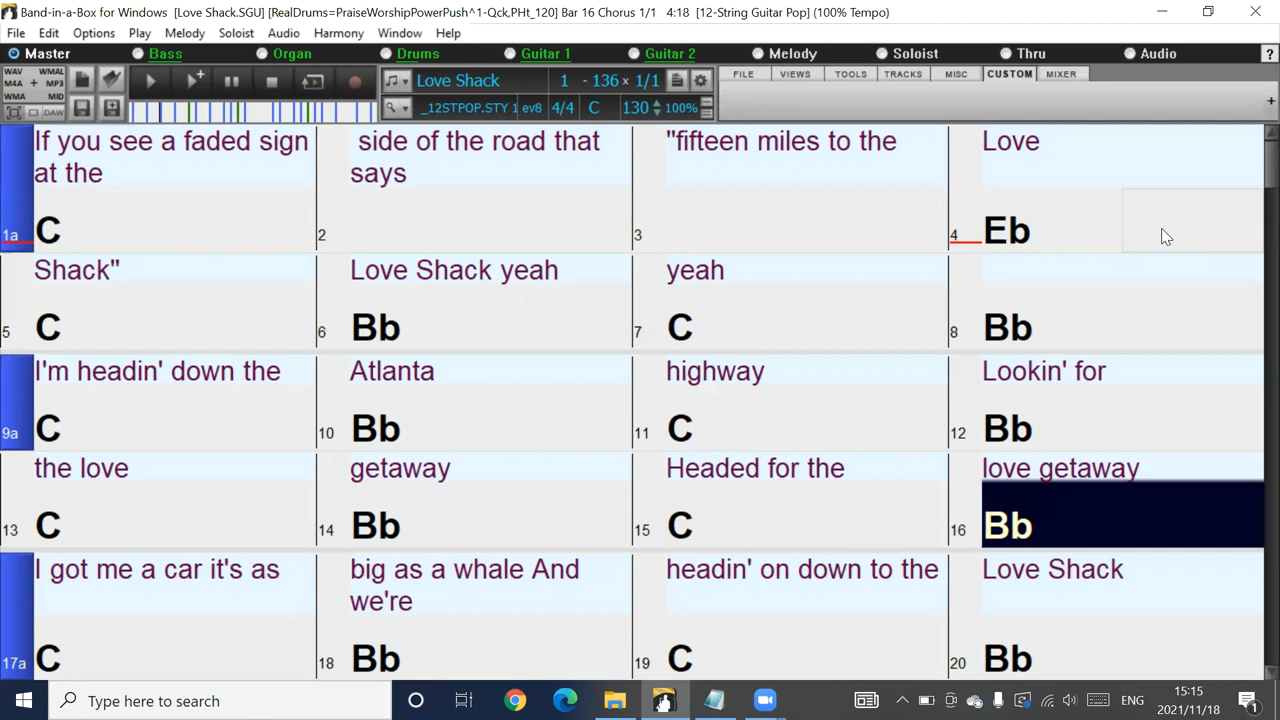 Band-in-a-Box for Windows [Love Shack.SGU] [RealDrums=PraiseWorshipPowerPush^1-Qck,PHt_120] Bar 16 Chorus 1/1 4:18 [12-String Guitar Pop] (100% Tempo)
File Edit Options Play Melody Soloist Audio Harmony Window Help
Master Bass Organ Drums Guitar 1 Guitar 2 Melody Soloist Thru Audio ?
WAV WMAL
M4A + MP3
WMA MID
DAW
Love Shack 1 - 136 x 1/1
_12STPOP.STY 1 ev8 4/4 C 130 100%
FILE VIEWS TOOLS TRACKS MISC CUSTOM MIXER
+
If you see a faded sign at the
side of the road that says
"fifteen miles to the
Love
1a C 2 3 4 Eb
Shack" Love Shack yeah yeah
5 C 6 Bb 7 C 8 Bb
I'm headin' down the Atlanta highway Lookin' for
9a C 10 Bb 11 C 12 Bb
the love getaway Headed for the love getaway
13 C 14 Bb 15 C 16 Bb
I got me a car it's as
big as a whale And we're
headin' on down to the
Love Shack
17a C 18 Bb 19 C 20 Bb
Type here to search
ENG
15:15
2021/11/18
1